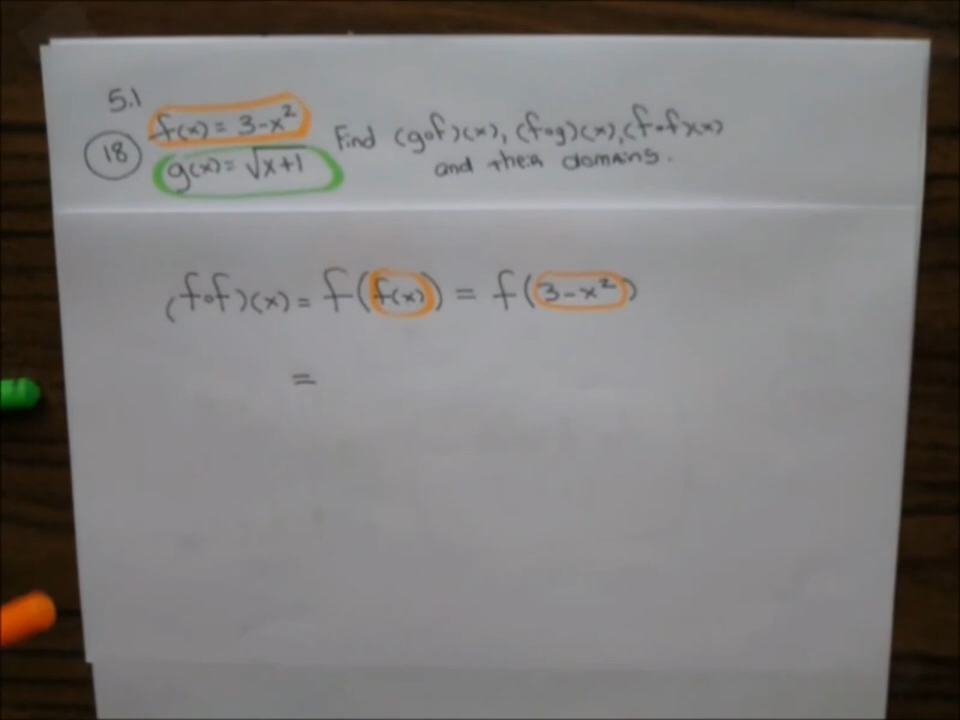 5.1
18 f(x) = 3-x² Find (g∘f)(x), (f∘g)(x), (f∘f)(x)
g(x) = √x+1 and their domains.
(f∘f)(x) = f(f(x)) = f(3-x²)
=